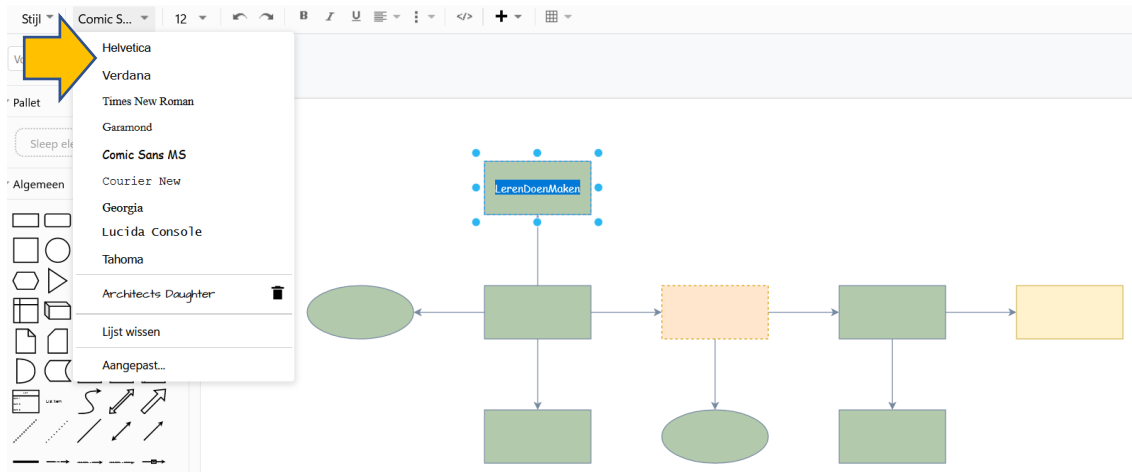 Stijl Comic S... 12 B I U </>
Vo
Helvetica
Verdana
Pallet
Times New Roman
Garamond
Sleep ele
Comic Sans MS
Algemeen
Courier New
Georgia
Lucida Console
Tahoma
Architects Daughter
Lijst wissen
Aangepast...
LerenDoenMaken